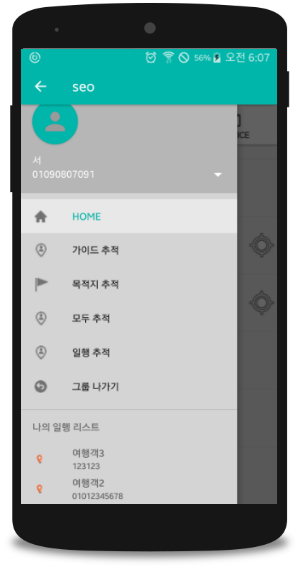 56% 오전 6:07
seo
서
01090807091
HOME
가이드 추적
목적지 추적
모두 추적
일행 추적
그룹 나가기
나의 일행 리스트
여행객3
123123
여행객2
01012345678